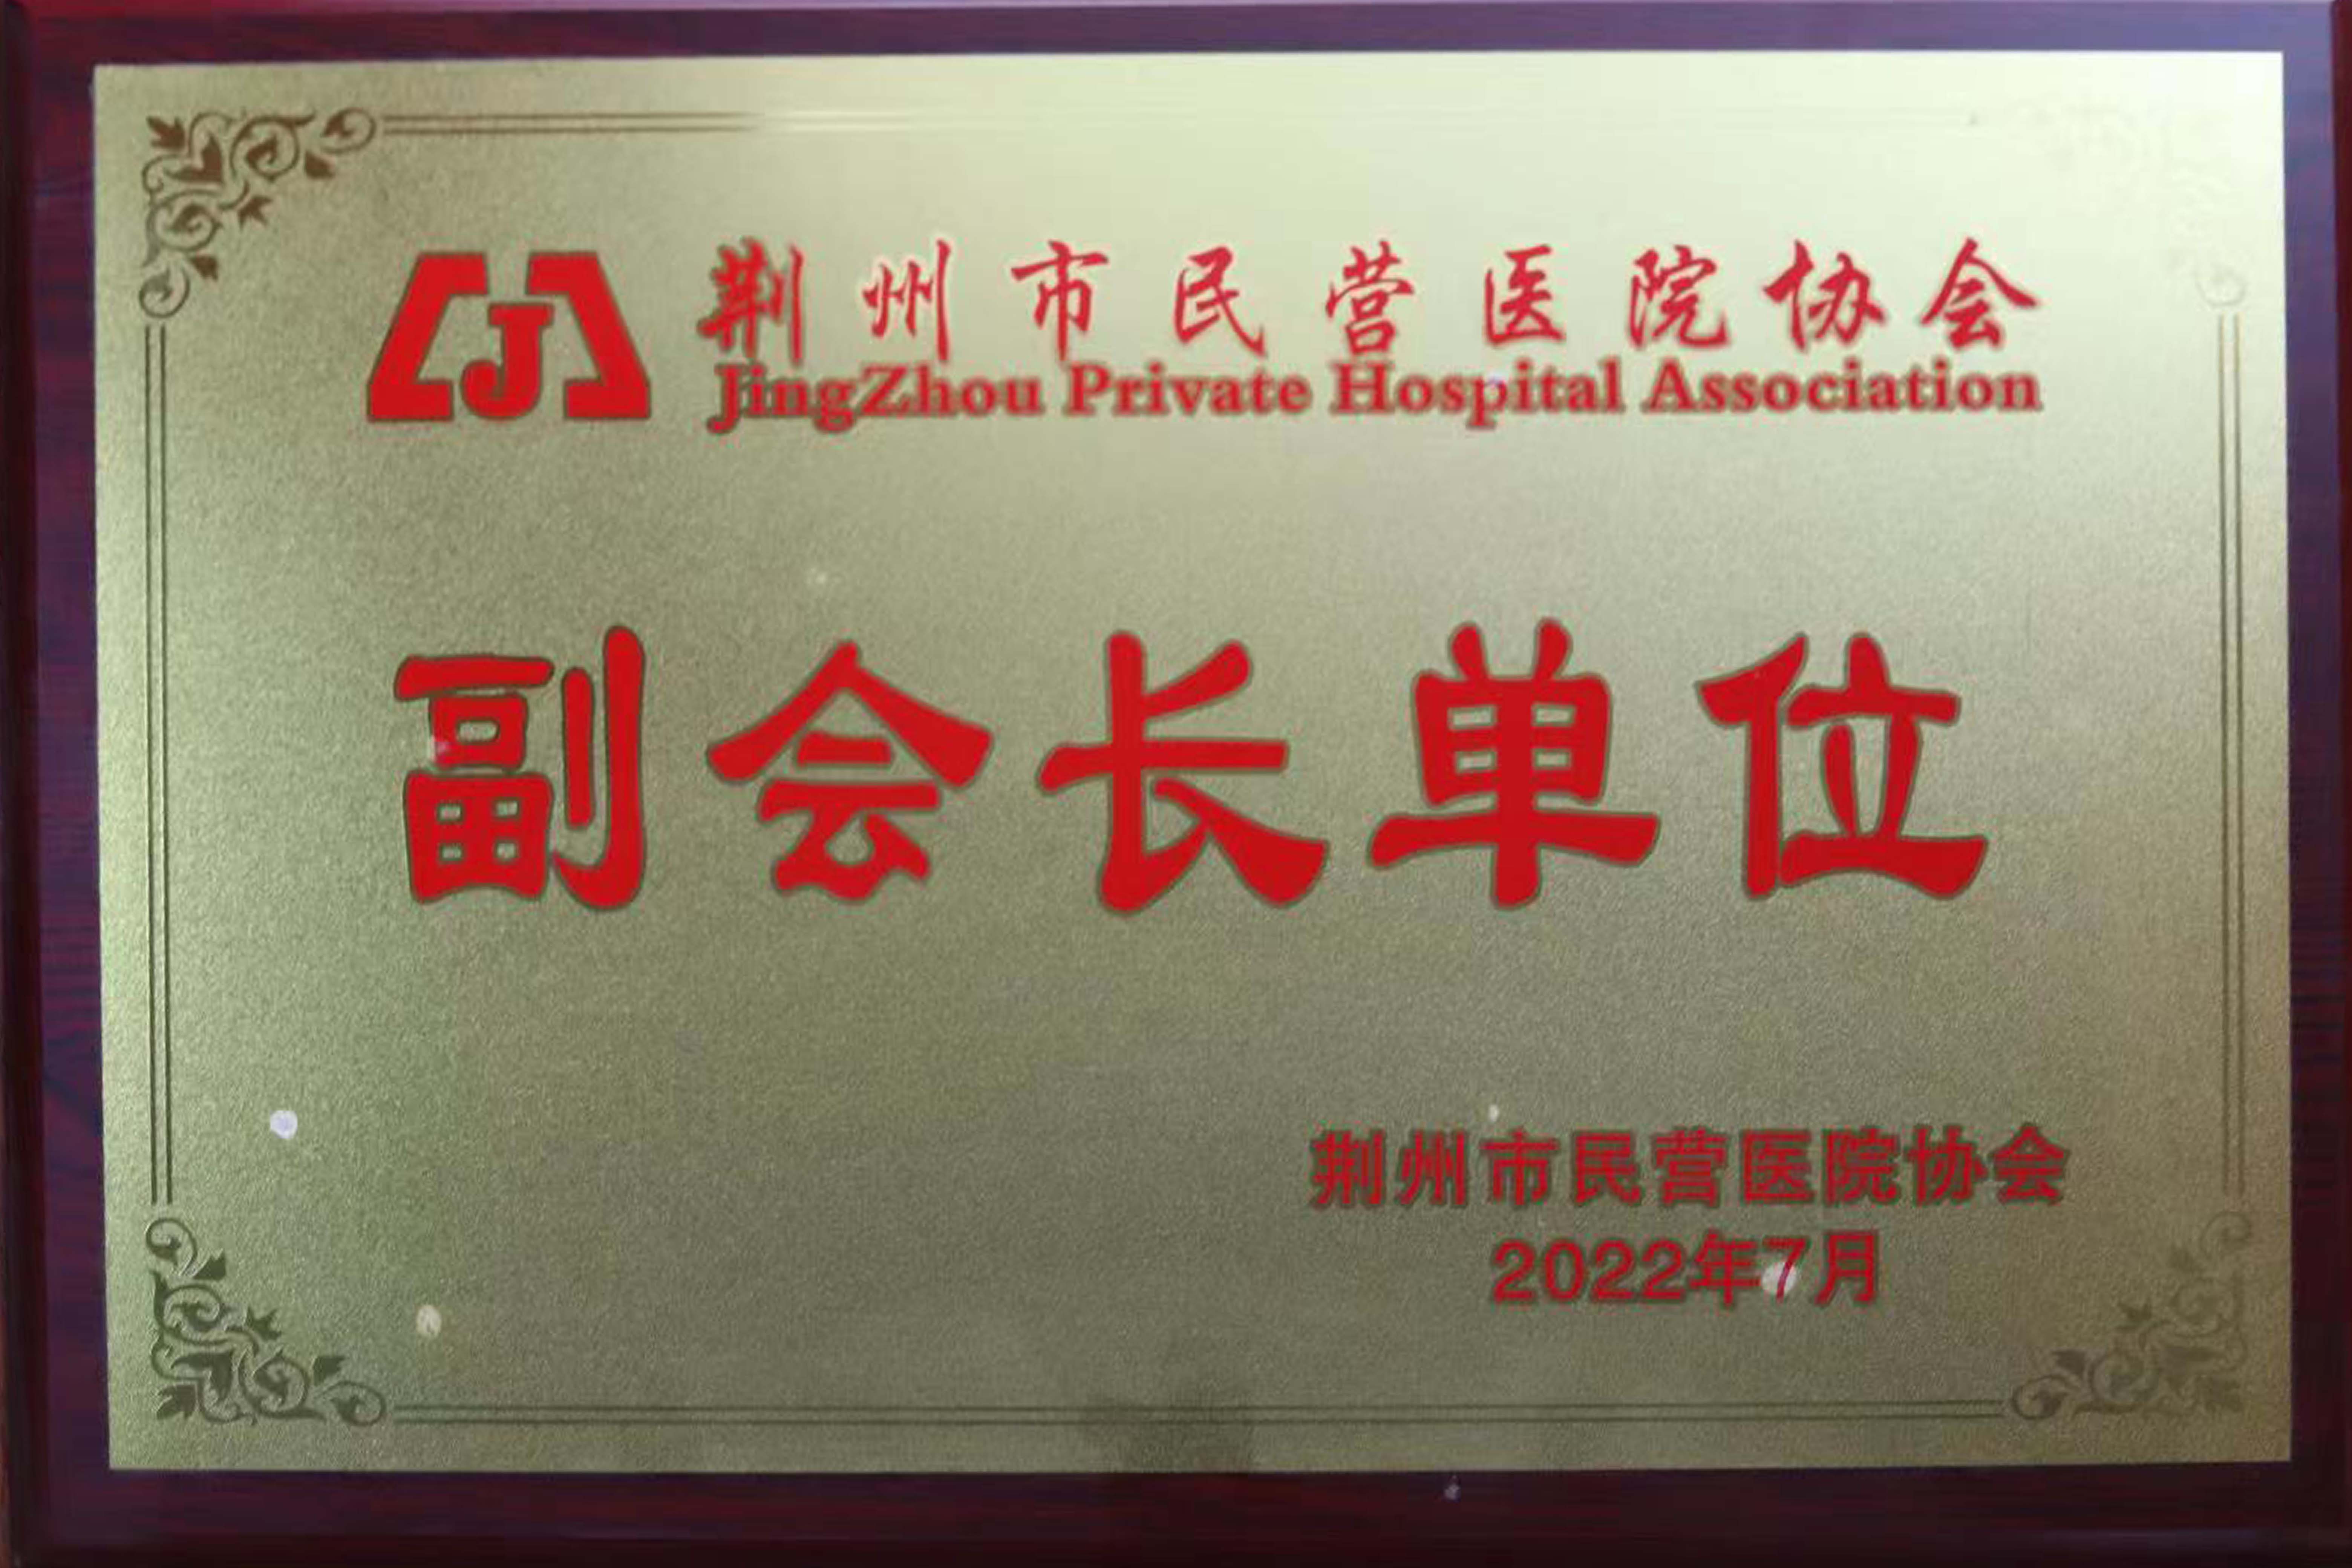 J
荆州市民营医院协会
JingZhou Private Hospital Association
副会长单位
荆州市民营医院协会
2022年7月